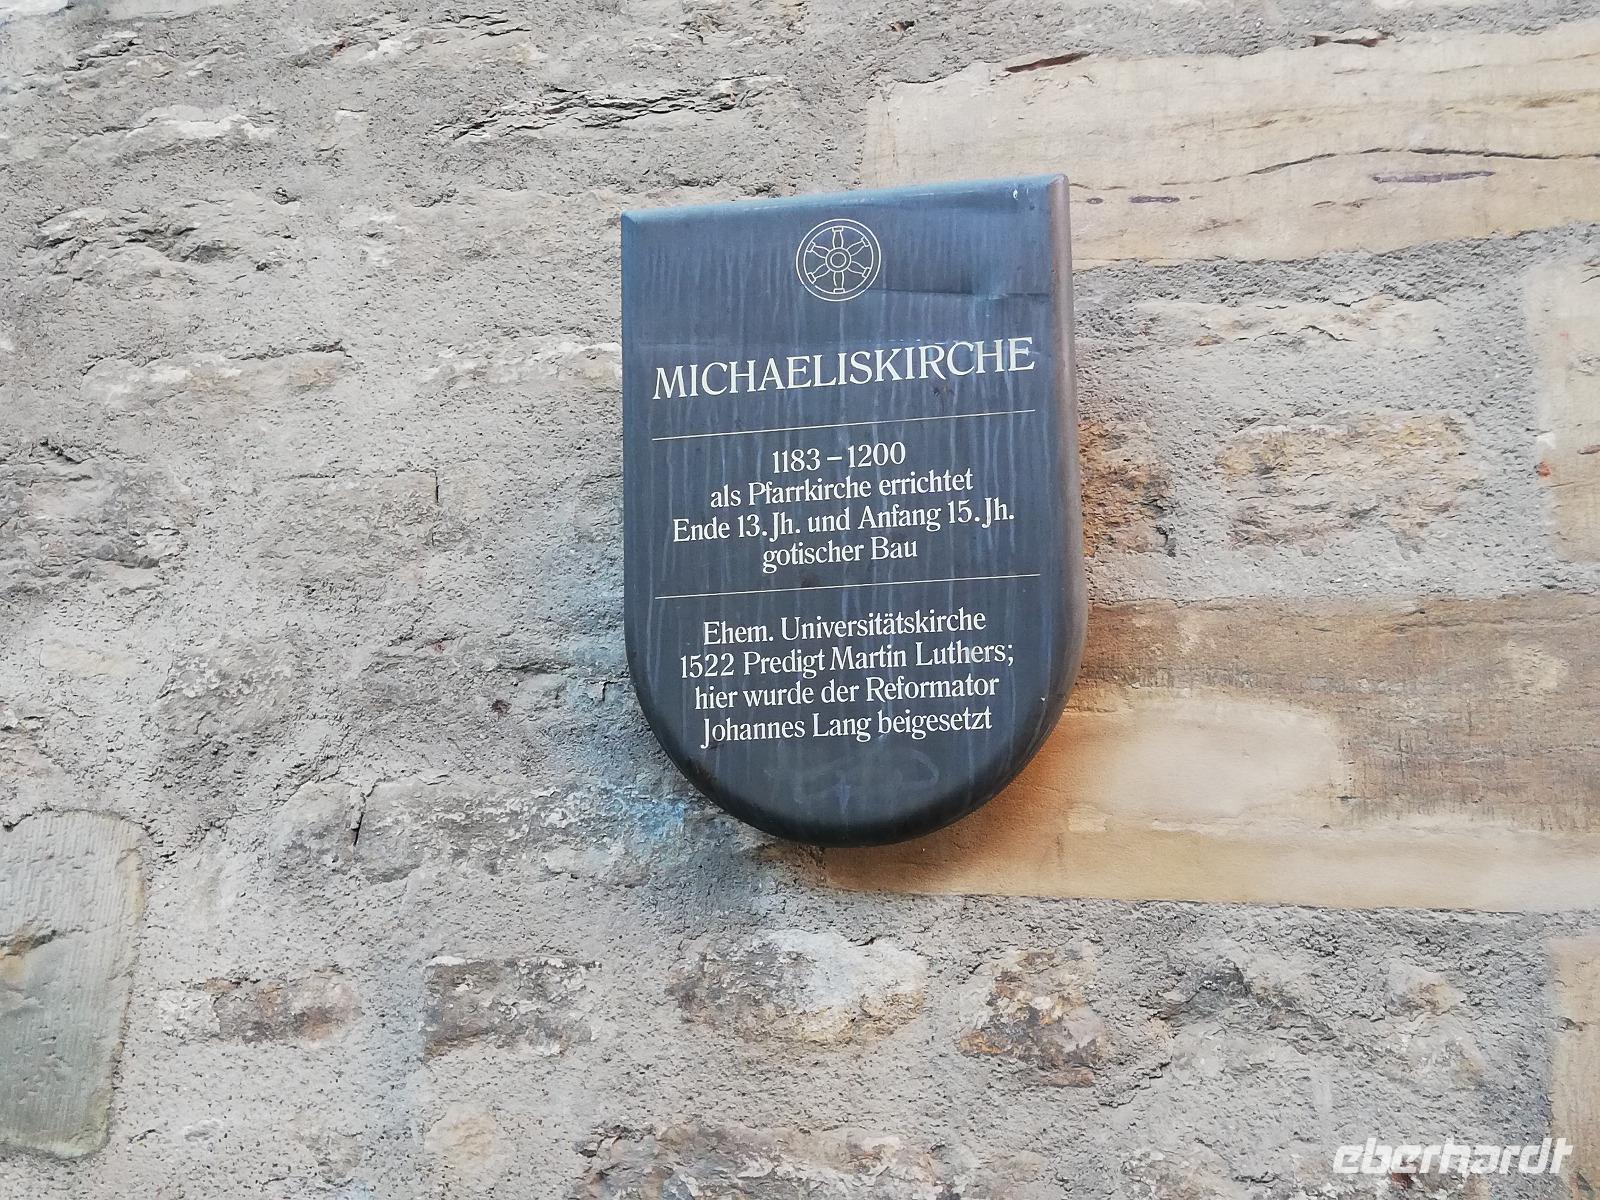 MICHAELISKIRCHE
1183 – 1200
als Pfarrkirche errichtet
Ende 13. Jh. und Anfang 15. Jh.
gotischer Bau
Ehem. Universitätskirche
1522 Predigt Martin Luthers;
hier wurde der Reformator
Johannes Lang beigesetzt
eberhardt